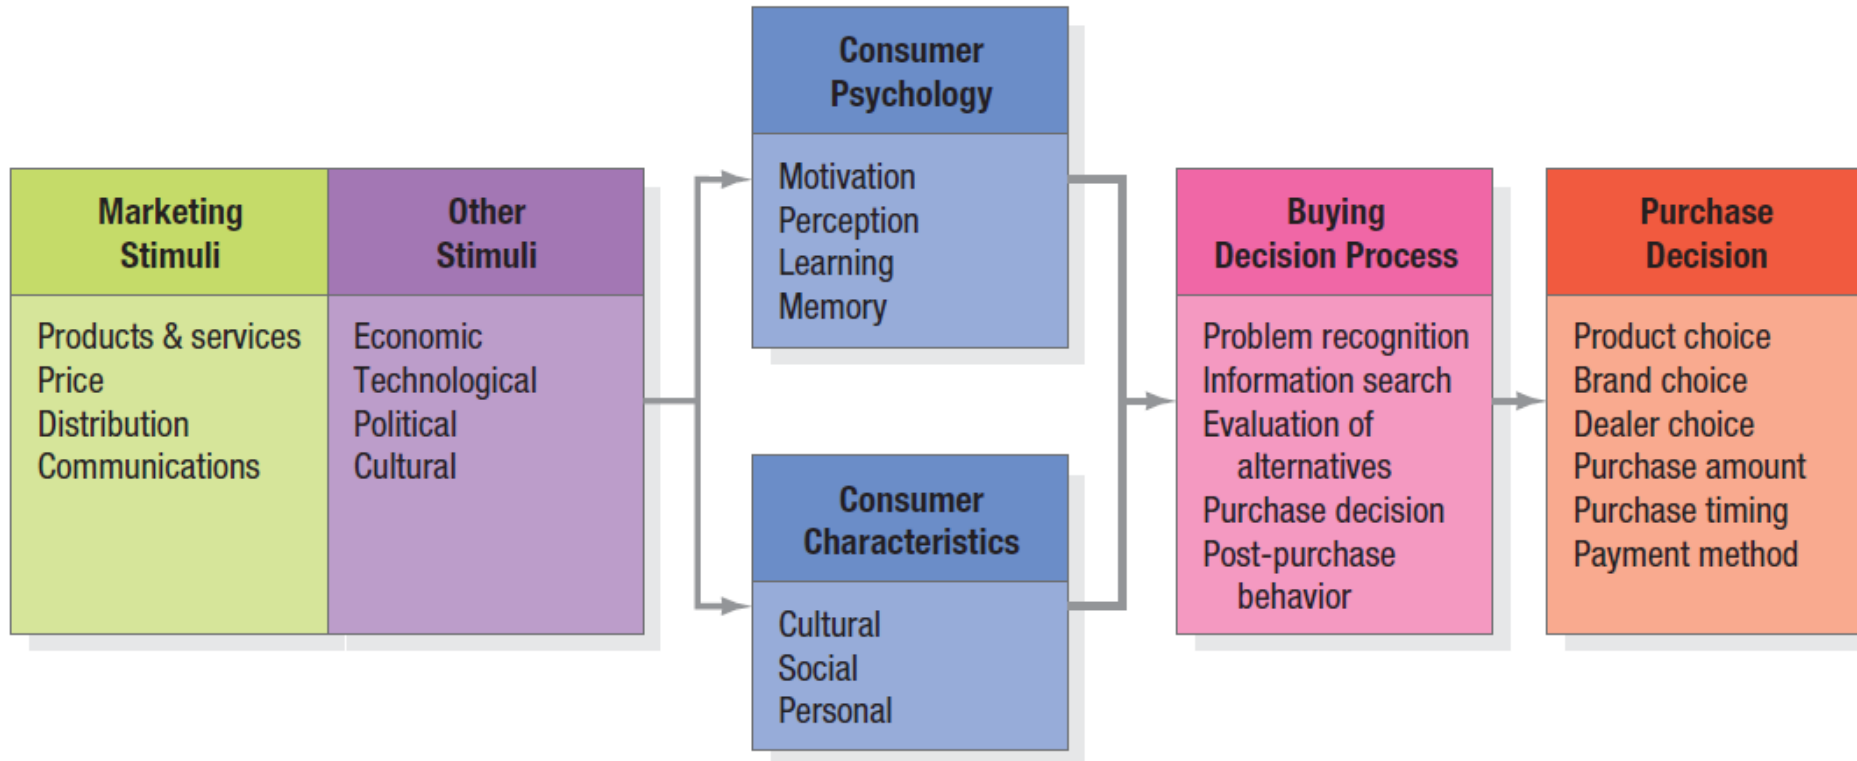 Marketing
Stimuli
Products & services
Price
Distribution
Communications
Other
Stimuli
Economic
Technological
Political
Cultural
Consumer
Psychology
Motivation
Perception
Learning
Memory
Consumer
Characteristics
Cultural
Social
Personal
Buying
Decision Process
Problem recognition
Information search
Evaluation of
alternatives
Purchase decision
Post-purchase
behavior
Purchase
Decision
Product choice
Brand choice
Dealer choice
Purchase amount
Purchase timing
Payment method